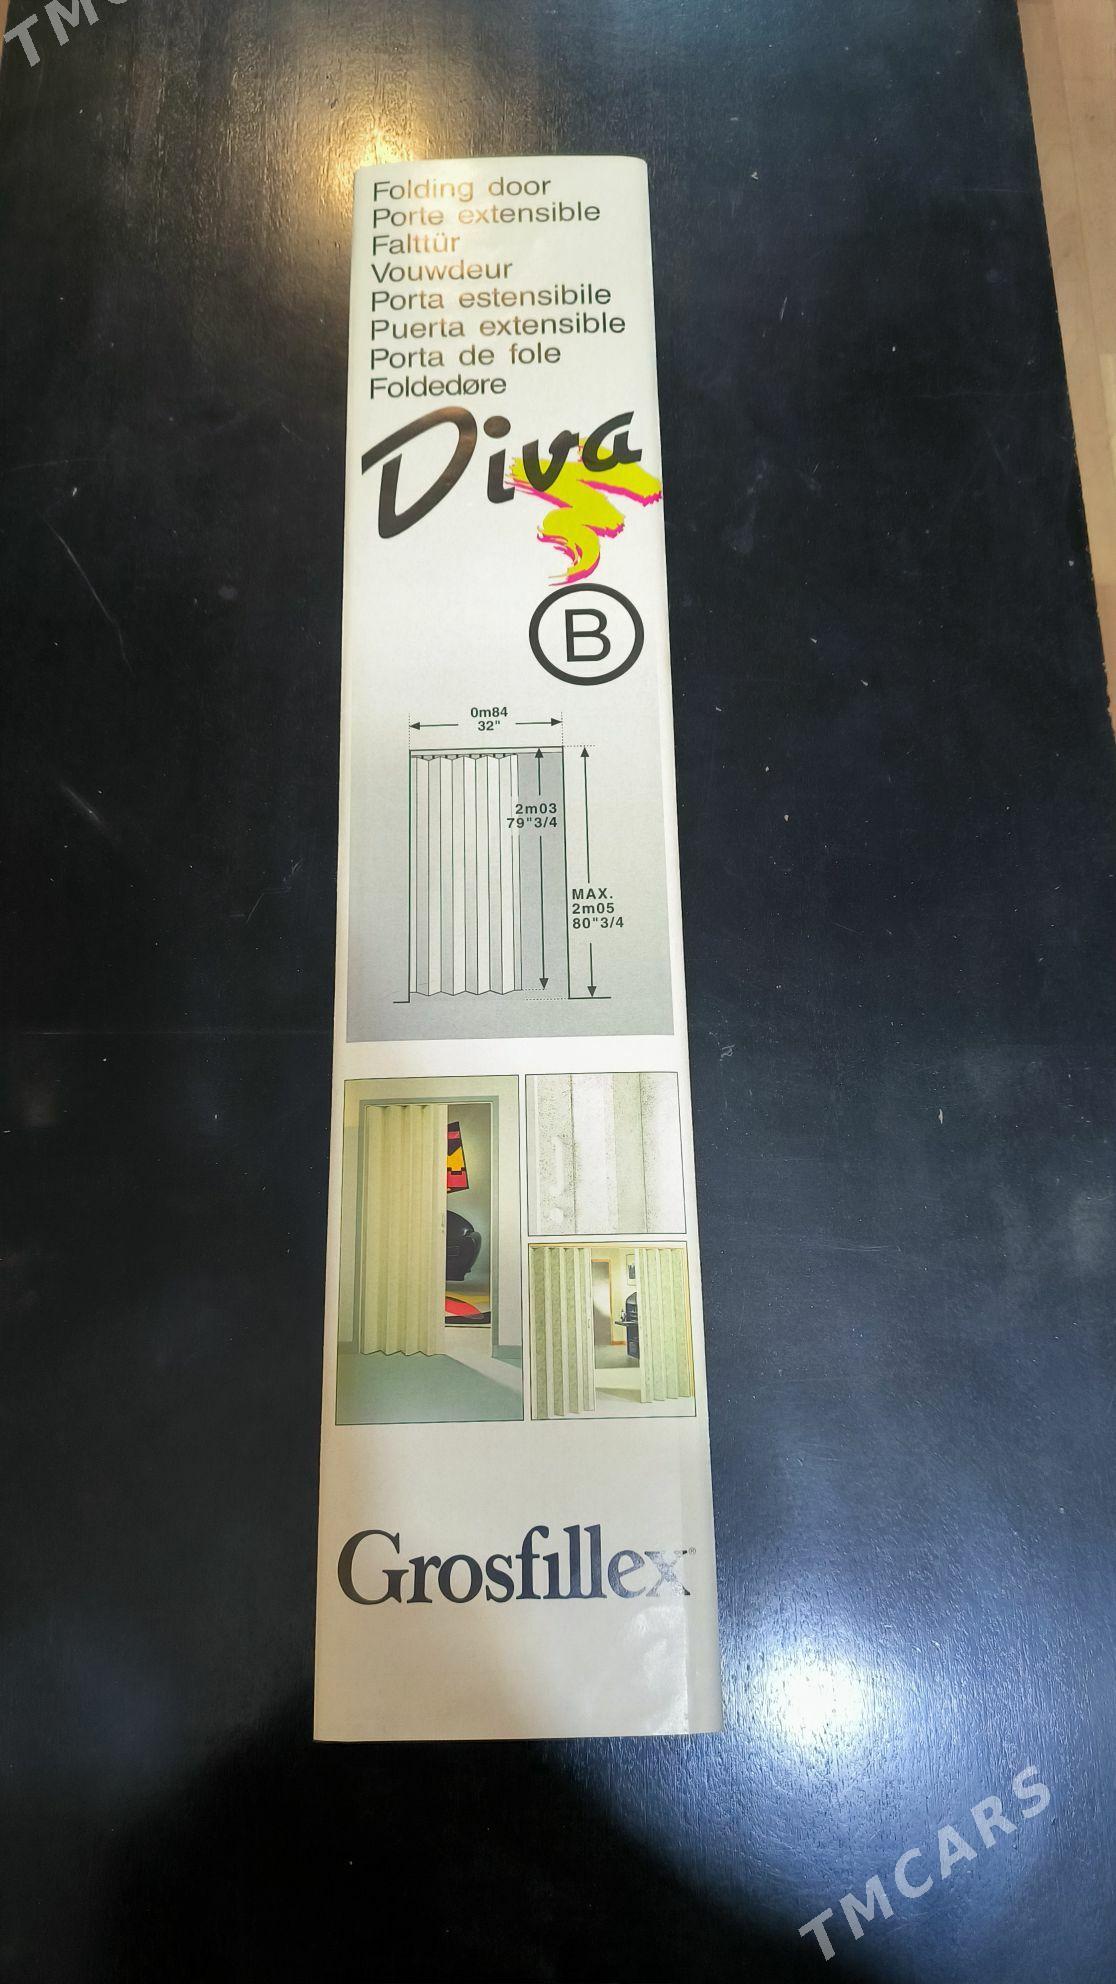 TMC
Folding door
Porte extensible
Falttür
Vouwdeur
Porta estensibile
Puerta extensible
Porta de fole
Foldedøre
Diva
B
0m84
32"
2m03
79"3/4
MAX.
2m05
80"3/4
Grosfillex®
TMCARS